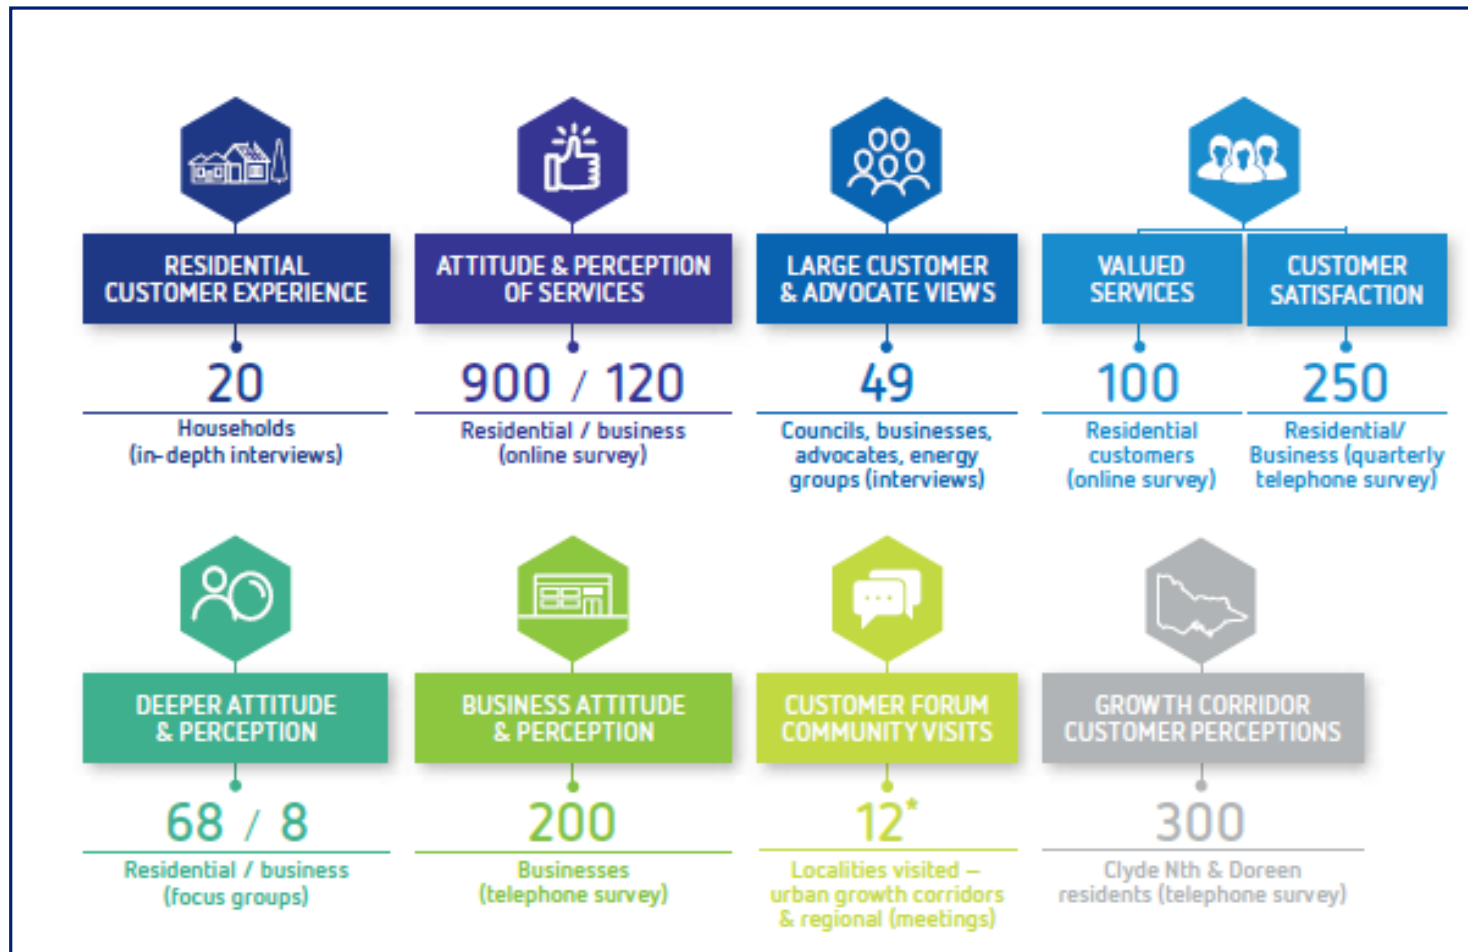 RESIDENTIAL
CUSTOMER EXPERIENCE
20
Households
(in-depth interviews)
ATTITUDE & PERCEPTION
OF SERVICES
900 / 120
Residential / business
(online survey)
LARGE CUSTOMER
& ADVOCATE VIEWS
49
Councils, businesses,
advocates, energy
groups (interviews)
VALUED
SERVICES
100
Residential
customers
(online survey)
CUSTOMER
SATISFACTION
250
Residential/
Business (quarterly
telephone survey)
DEEPER ATTITUDE
& PERCEPTION
68 / 8
Residential / business
(focus groups)
BUSINESS ATTITUDE
& PERCEPTION
200
Businesses
(telephone survey)
CUSTOMER FORUM
COMMUNITY VISITS
12*
Localities visited –
urban growth corridors
& regional (meetings)
GROWTH CORRIDOR
CUSTOMER PERCEPTIONS
300
Clyde Nth & Doreen
residents (telephone survey)